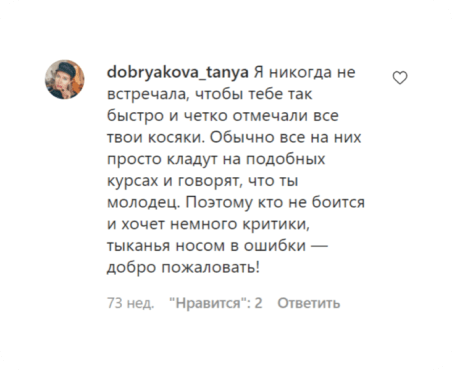 dobryakova_tanya Я никогда не
встречала, чтобы тебе так
быстро и четко отмечали все
твои косяки. Обычно все на них
просто кладут на подобных
курсах и говорят, что ты
молодец. Поэтому кто не боится
и хочет немного критики,
тыканья носом в ошибки —
добро пожаловать!
73 нед. "Нравится": 2 Ответить